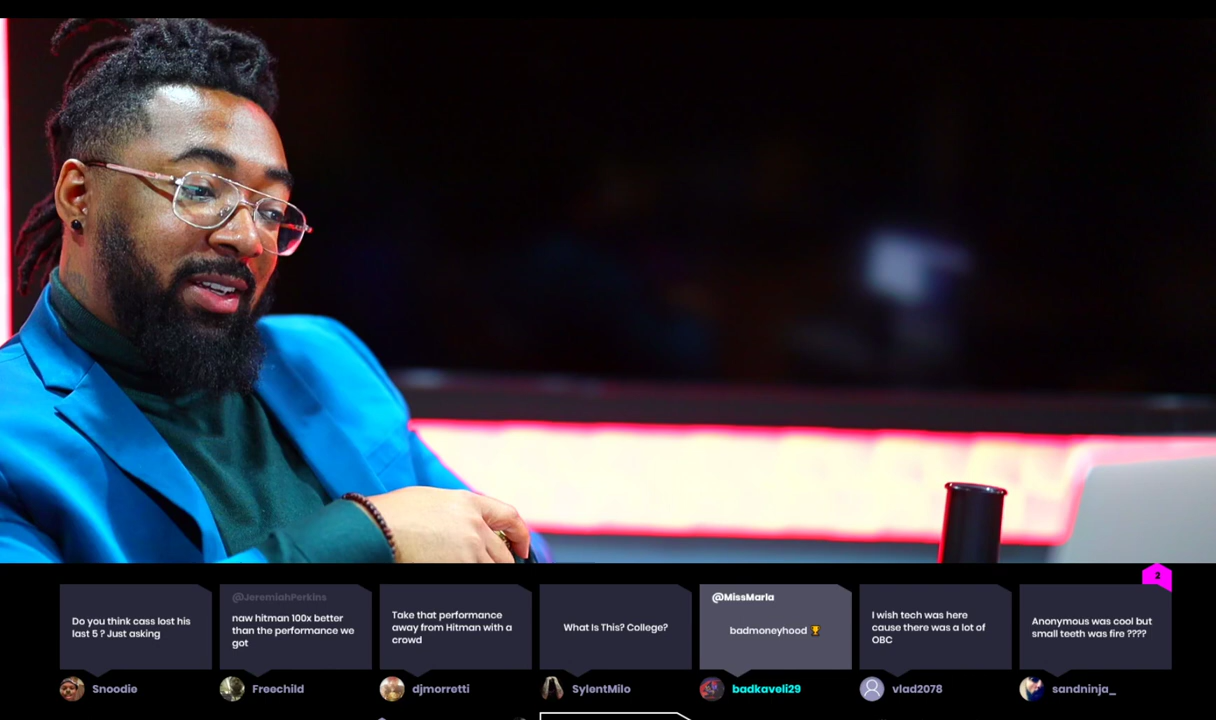 2
Do you think cass lost his
last 5 ? Just asking
Snoodie
@JeremiahPerkins
naw hitman 100x better
than the performance we
got
Freechild
Take that performance
away from Hitman with a
crowd
djmorretti
What Is This? College?
SylentMilo
@MissMarla
badmoneyhood 🏆
badkaveli29
I wish tech was here
cause there was a lot of
OBC
vlad2078
Anonymous was cool but
small teeth was fire ????
sandninja_